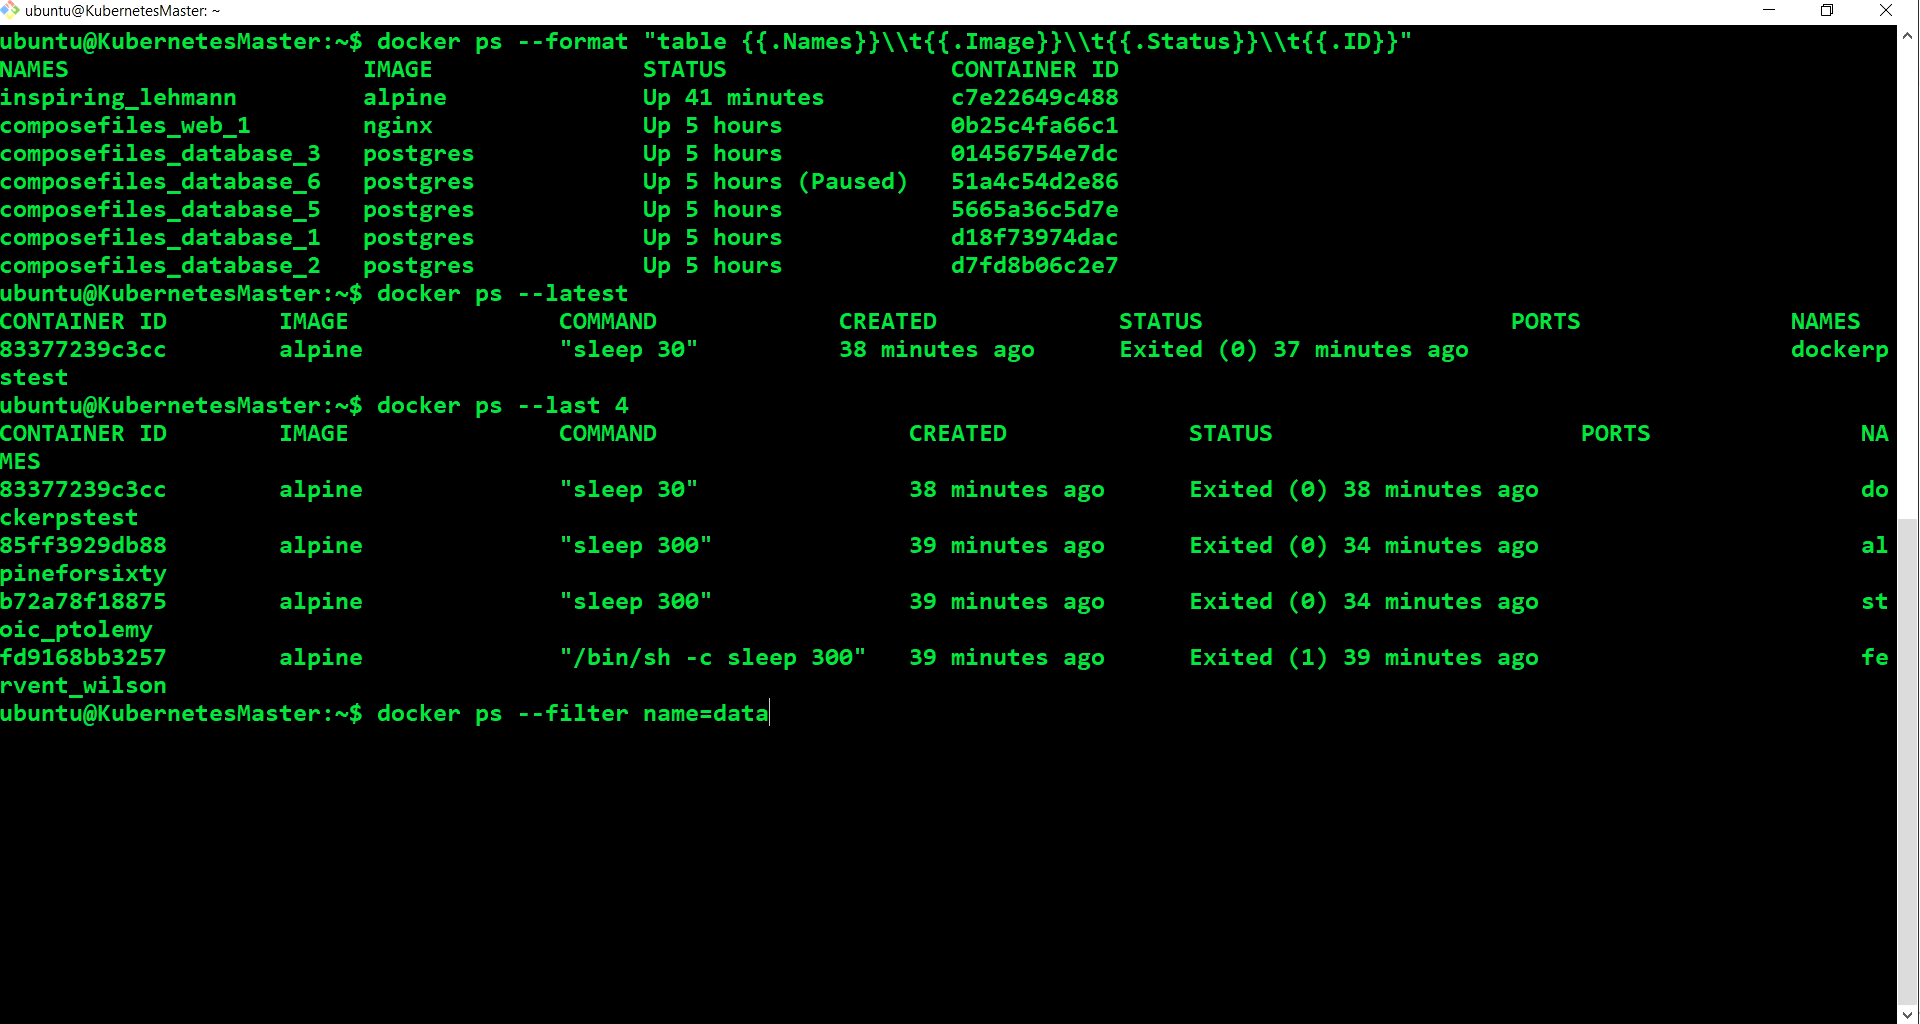 ubuntu@KubernetesMaster: ~
ubuntu@KubernetesMaster:~$ docker ps --format "table {{.Names}}\\t{{.Image}}\\t{{.Status}}\\t{{.ID}}"
NAMES                     IMAGE               STATUS                CONTAINER ID
inspiring_lehmann         alpine              Up 41 minutes         c7e22649c488
composefiles_web_1        nginx               Up 5 hours            0b25c4fa66c1
composefiles_database_3   postgres            Up 5 hours            01456754e7dc
composefiles_database_6   postgres            Up 5 hours (Paused)   51a4c54d2e86
composefiles_database_5   postgres            Up 5 hours            5665a36c5d7e
composefiles_database_1   postgres            Up 5 hours            d18f73974dac
composefiles_database_2   postgres            Up 5 hours            d7fd8b06c2e7
ubuntu@KubernetesMaster:~$ docker ps --latest
CONTAINER ID        IMAGE               COMMAND             CREATED             STATUS                      PORTS               NAMES
83377239c3cc        alpine              "sleep 30"          38 minutes ago      Exited (0) 37 minutes ago                       dockerp
stest
ubuntu@KubernetesMaster:~$ docker ps --last 4
CONTAINER ID        IMAGE               COMMAND                  CREATED             STATUS                      PORTS               NA
MES
83377239c3cc        alpine              "sleep 30"               38 minutes ago      Exited (0) 38 minutes ago                       do
ckerpstest
85ff3929db88        alpine              "sleep 300"              39 minutes ago      Exited (0) 34 minutes ago                       al
pineforsixty
b72a78f18875        alpine              "sleep 300"              39 minutes ago      Exited (0) 34 minutes ago                       st
oic_ptolemy
fd9168bb3257        alpine              "/bin/sh -c sleep 300"   39 minutes ago      Exited (1) 39 minutes ago                       fe
rvent_wilson
ubuntu@KubernetesMaster:~$ docker ps --filter name=data